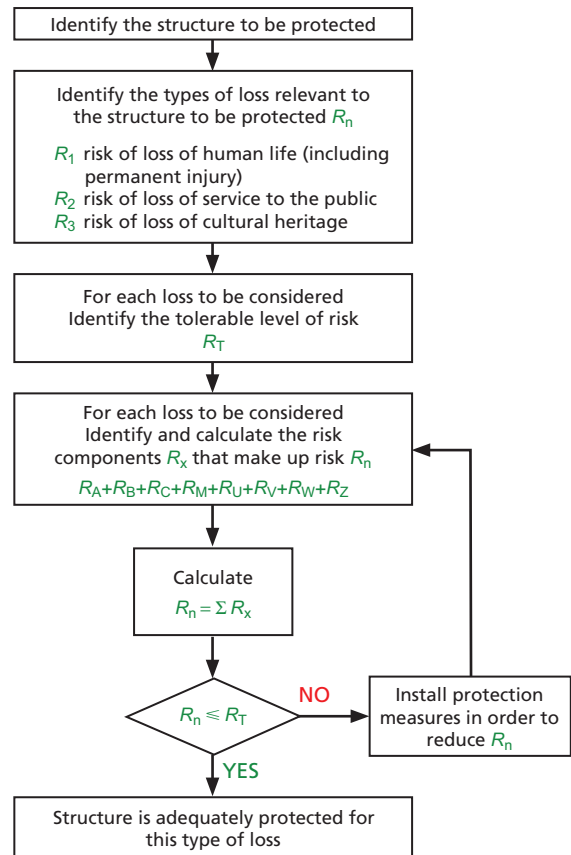 Identify the structure to be protected
Identify the types of loss relevant to
the structure to be protected Rn
R1 risk of loss of human life (including
permanent injury)
R2 risk of loss of service to the public
R3 risk of loss of cultural heritage
For each loss to be considered
Identify the tolerable level of risk
RT
For each loss to be considered
Identify and calculate the risk
components Rx that make up risk Rn
RA+RB+RC+RM+RU+RV+RW+RZ
Calculate
Rn = Σ Rx
Rn ≤ RT
NO
Install protection
measures in order to
reduce Rn
YES
Structure is adequately protected for
this type of loss